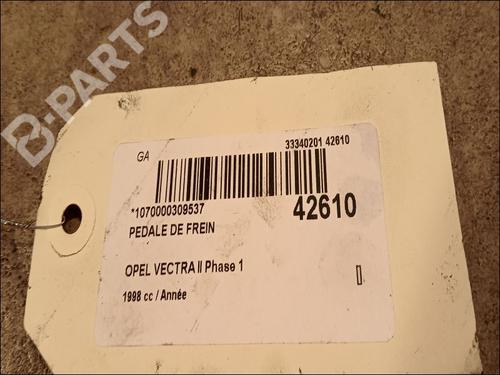 B-PARTS
GA
33340201 42610
*1070000309537
42610
PEDALE DE FREIN
OPEL VECTRA II Phase 1
1998 cc / Année